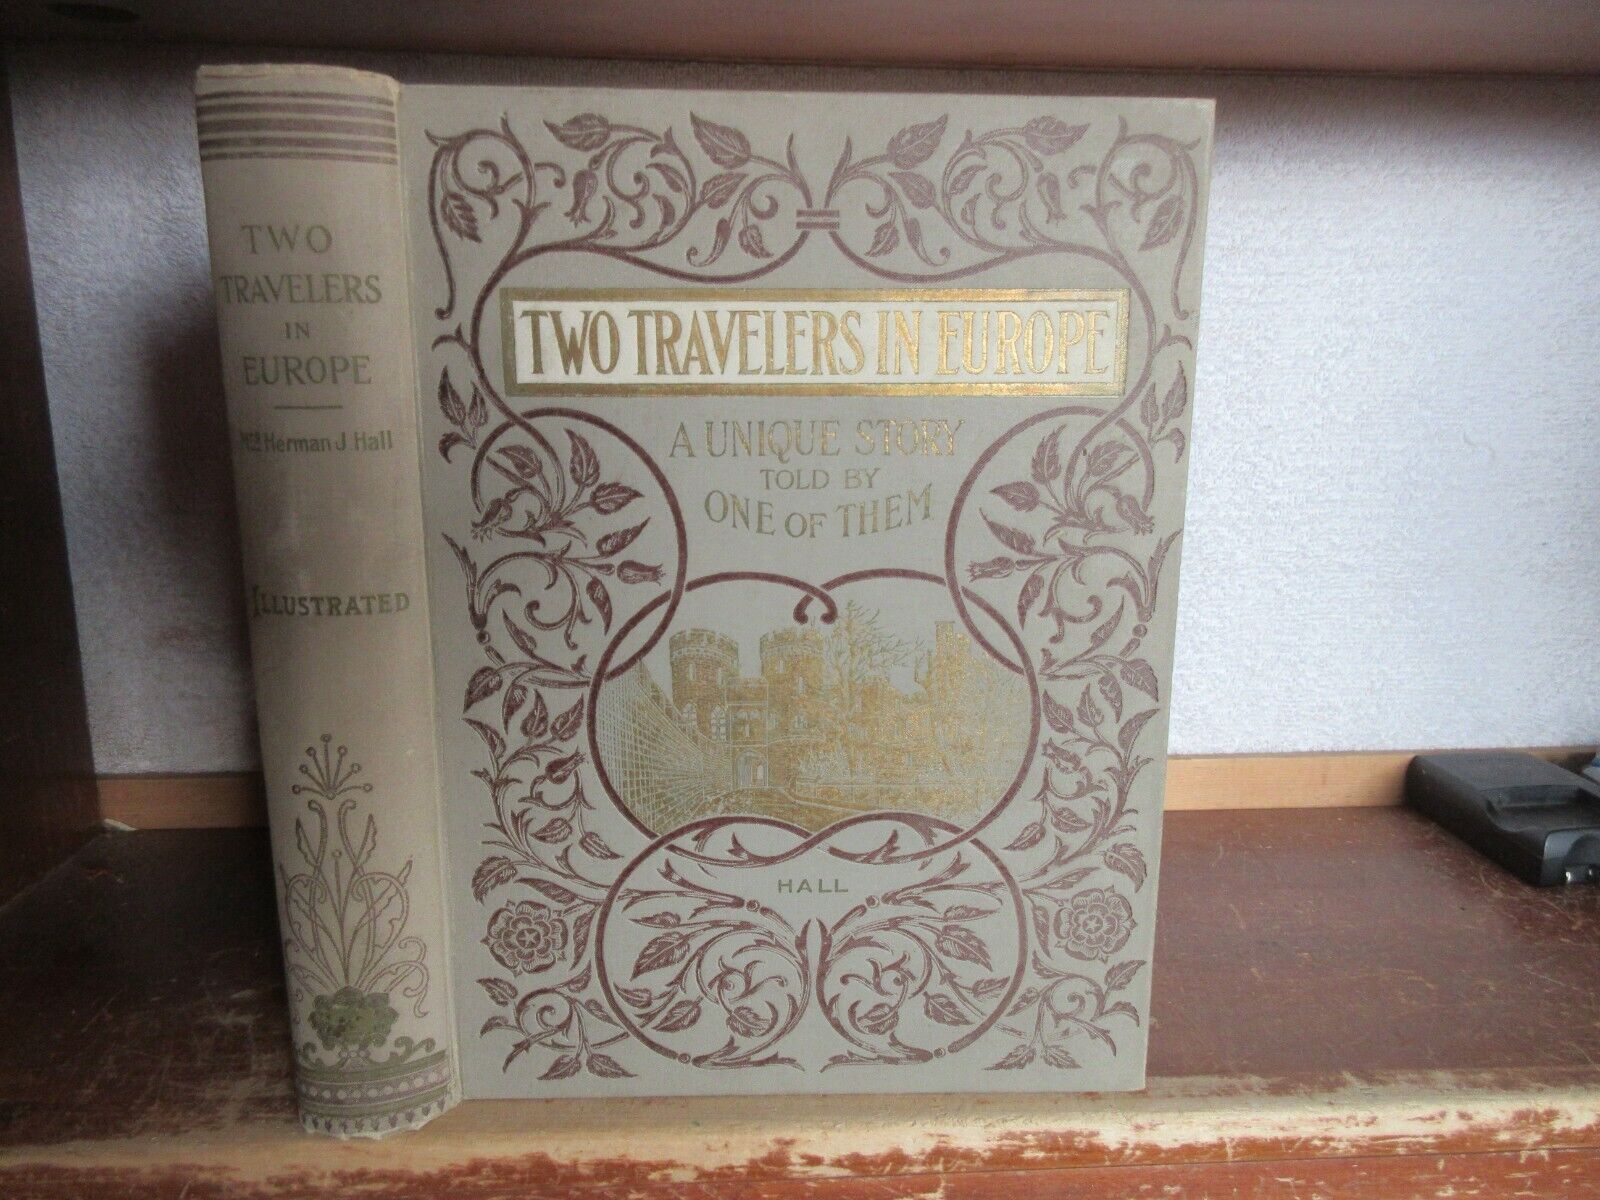 TWO
TRAVELERS
IN
EUROPE
Mrs Herman J Hall
ILLUSTRATED
TWO TRAVELERS IN EUROPE
A UNIQUE STORY
TOLD BY
ONE OF THEM
HALL